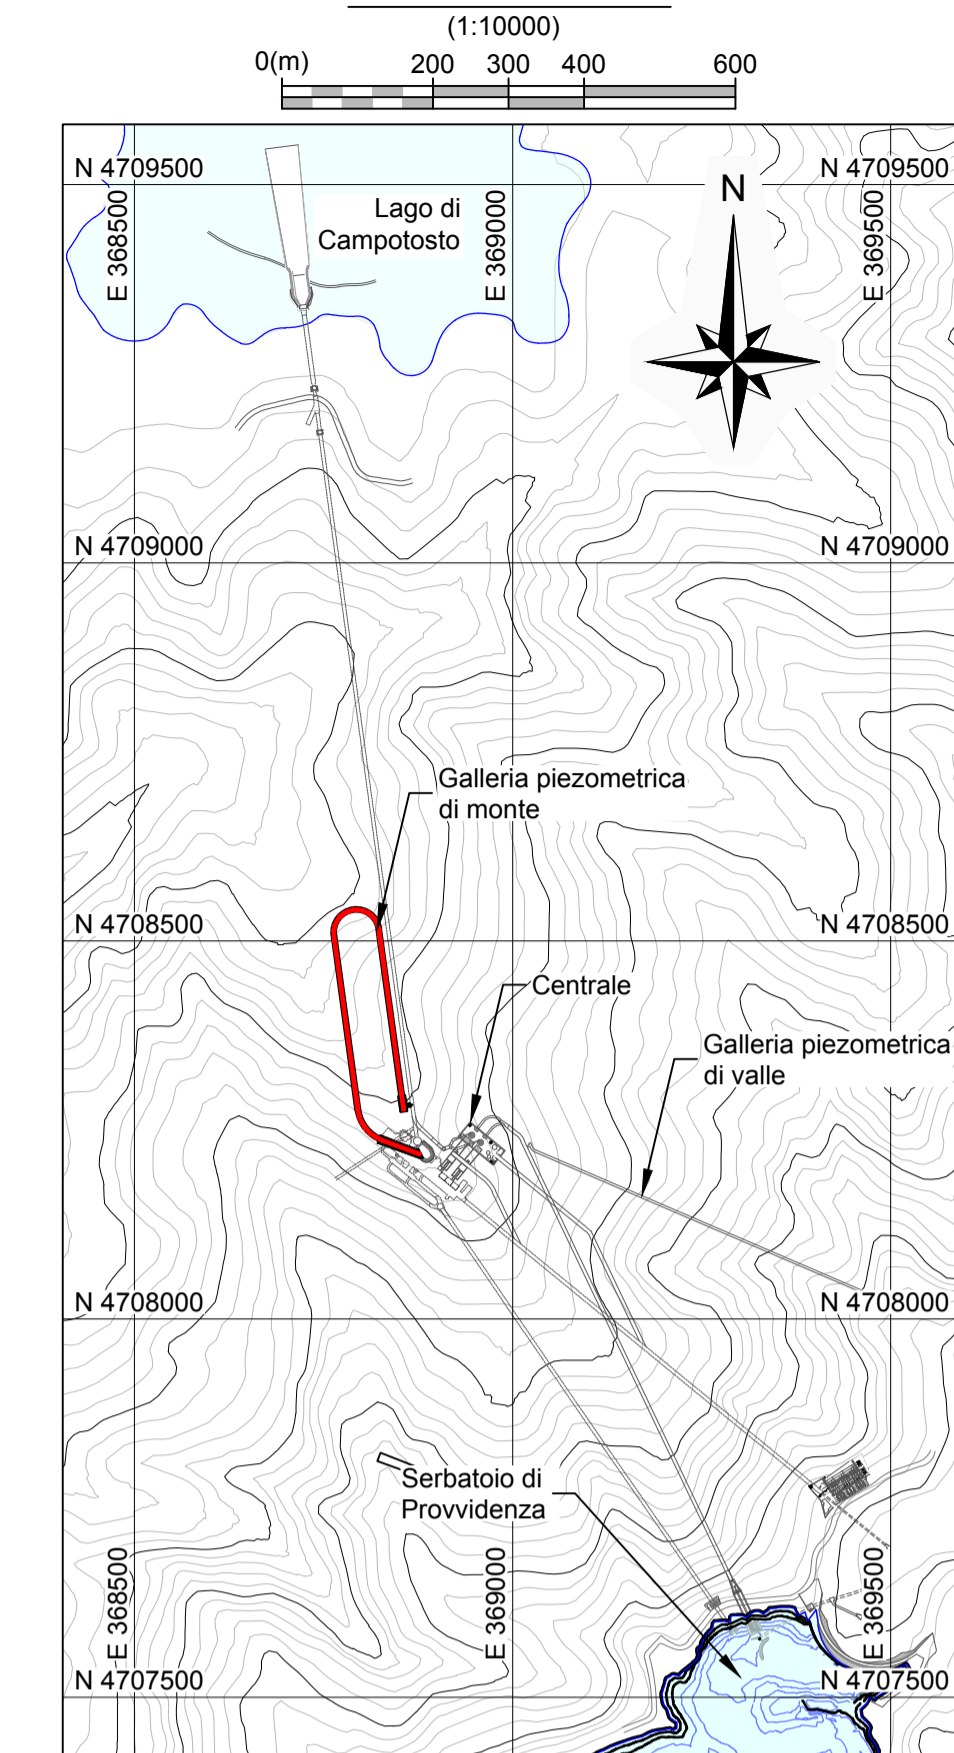 (1:10000)
0(m) 200 300 400 600
N 4709500 N 4709500
E 368500 E 369000 E 369500
N
Lago di
Campotosto
N 4709000 N 4709000
Galleria piezometrica
di monte
N 4708500 N 4708500
Centrale
Galleria piezometrica
di valle
N 4708000 N 4708000
Serbatoio di
Provvidenza
E 368500 E 369000 E 369500
N 4707500 N 4707500